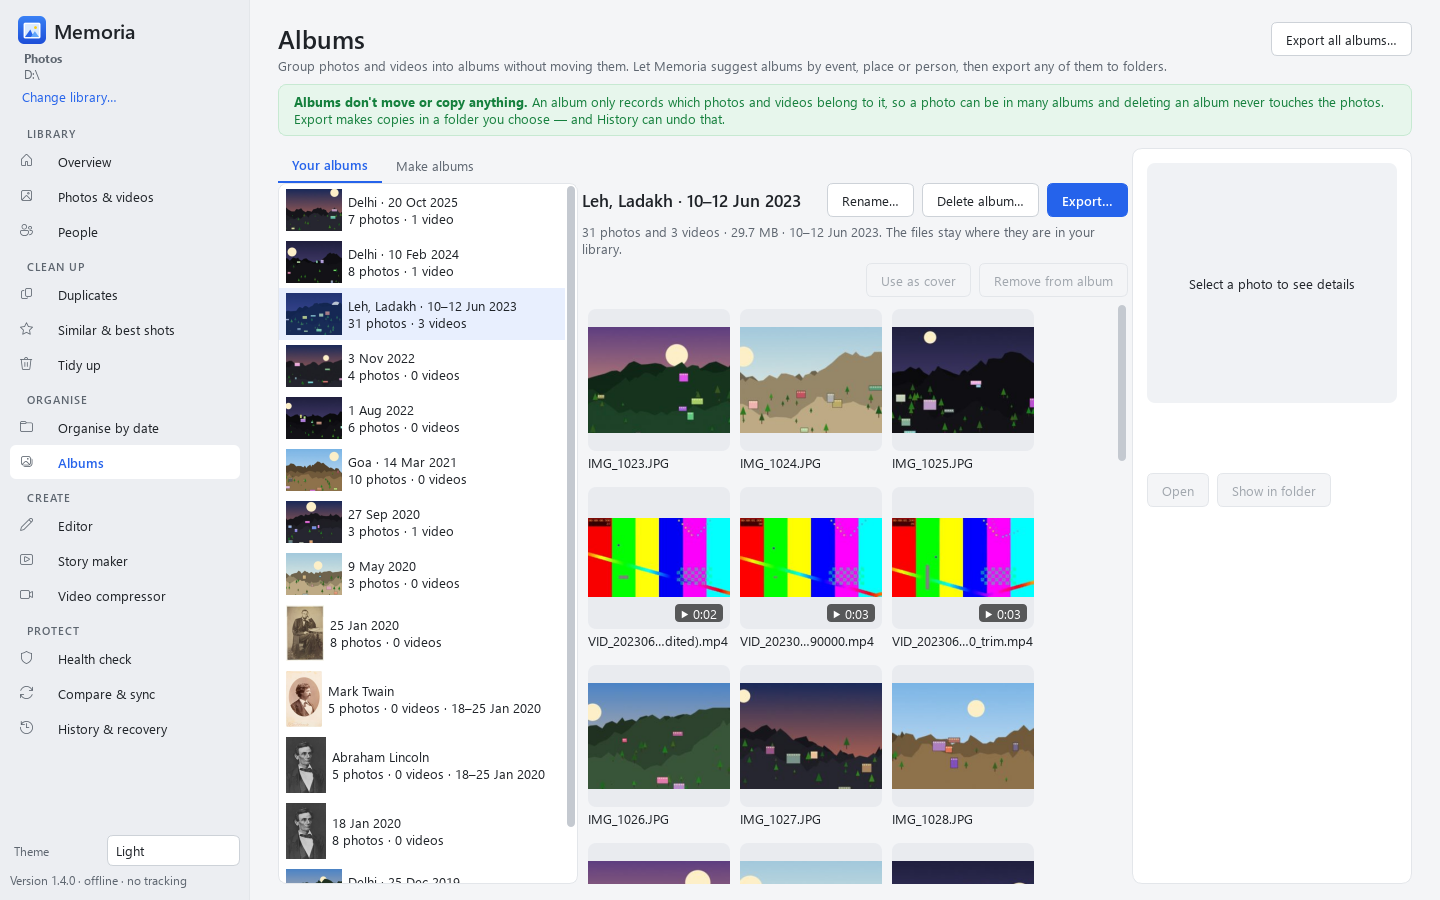 Memoria
Photos
D:\
Change library...
LIBRARY
Overview
Photos & videos
People
CLEAN UP
Duplicates
Similar & best shots
Tidy up
ORGANISE
Organise by date
Albums
CREATE
Editor
Story maker
Video compressor
PROTECT
Health check
Compare & sync
History & recovery
Theme
Light
Version 1.4.0 · offline · no tracking
Albums
Export all albums...
Group photos and videos into albums without moving them. Let Memoria suggest albums by event, place or person, then export any of them to folders.
Albums don't move or copy anything. An album only records which photos and videos belong to it, so a photo can be in many albums and deleting an album never touches the photos.
Export makes copies in a folder you choose — and History can undo that.
Your albums
Make albums
Delhi · 20 Oct 2025
7 photos · 1 video
Delhi · 10 Feb 2024
8 photos · 1 video
Leh, Ladakh · 10–12 Jun 2023
31 photos · 3 videos
3 Nov 2022
4 photos · 0 videos
1 Aug 2022
6 photos · 0 videos
Goa · 14 Mar 2021
10 photos · 0 videos
27 Sep 2020
3 photos · 1 video
9 May 2020
3 photos · 0 videos
25 Jan 2020
8 photos · 0 videos
Mark Twain
5 photos · 0 videos · 18–25 Jan 2020
Abraham Lincoln
5 photos · 0 videos · 18–25 Jan 2020
18 Jan 2020
8 photos · 0 videos
Delhi · 25 Dec 2019
Leh, Ladakh · 10–12 Jun 2023
Rename...
Delete album...
Export...
31 photos and 3 videos · 29.7 MB · 10–12 Jun 2023. The files stay where they are in your
library.
Use as cover
Remove from album
IMG_1023.JPG
IMG_1024.JPG
IMG_1025.JPG
0:02
0:03
0:03
VID_202306...dited).mp4
VID_20230...90000.mp4
VID_202306...0_trim.mp4
IMG_1026.JPG
IMG_1027.JPG
IMG_1028.JPG
Select a photo to see details
Open
Show in folder